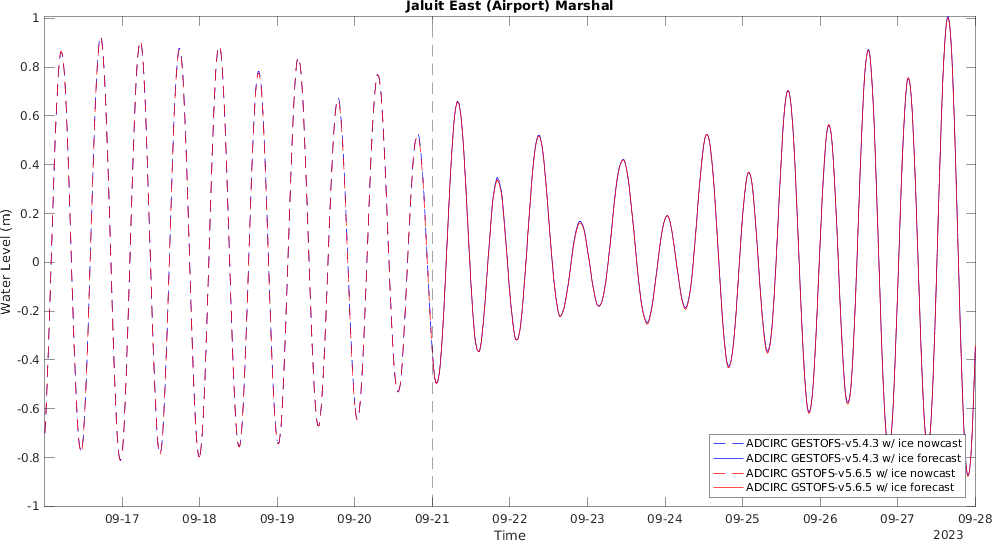 Jaluit East (Airport) Marshal
1
0.8
0.6
0.4
0.2
0
-0.2
-0.4
-0.6
-0.8
-1
Water Level (m)
ADCIRC GESTOFS-v5.4.3 w/ ice nowcast
ADCIRC GESTOFS-v5.4.3 w/ ice forecast
ADCIRC GSTOFS-v5.6.5 w/ ice nowcast
ADCIRC GSTOFS-v5.6.5 w/ ice forecast
09-17 09-18 09-19 09-20 09-21 09-22 09-23 09-24 09-25 09-26 09-27 09-28
Time
2023